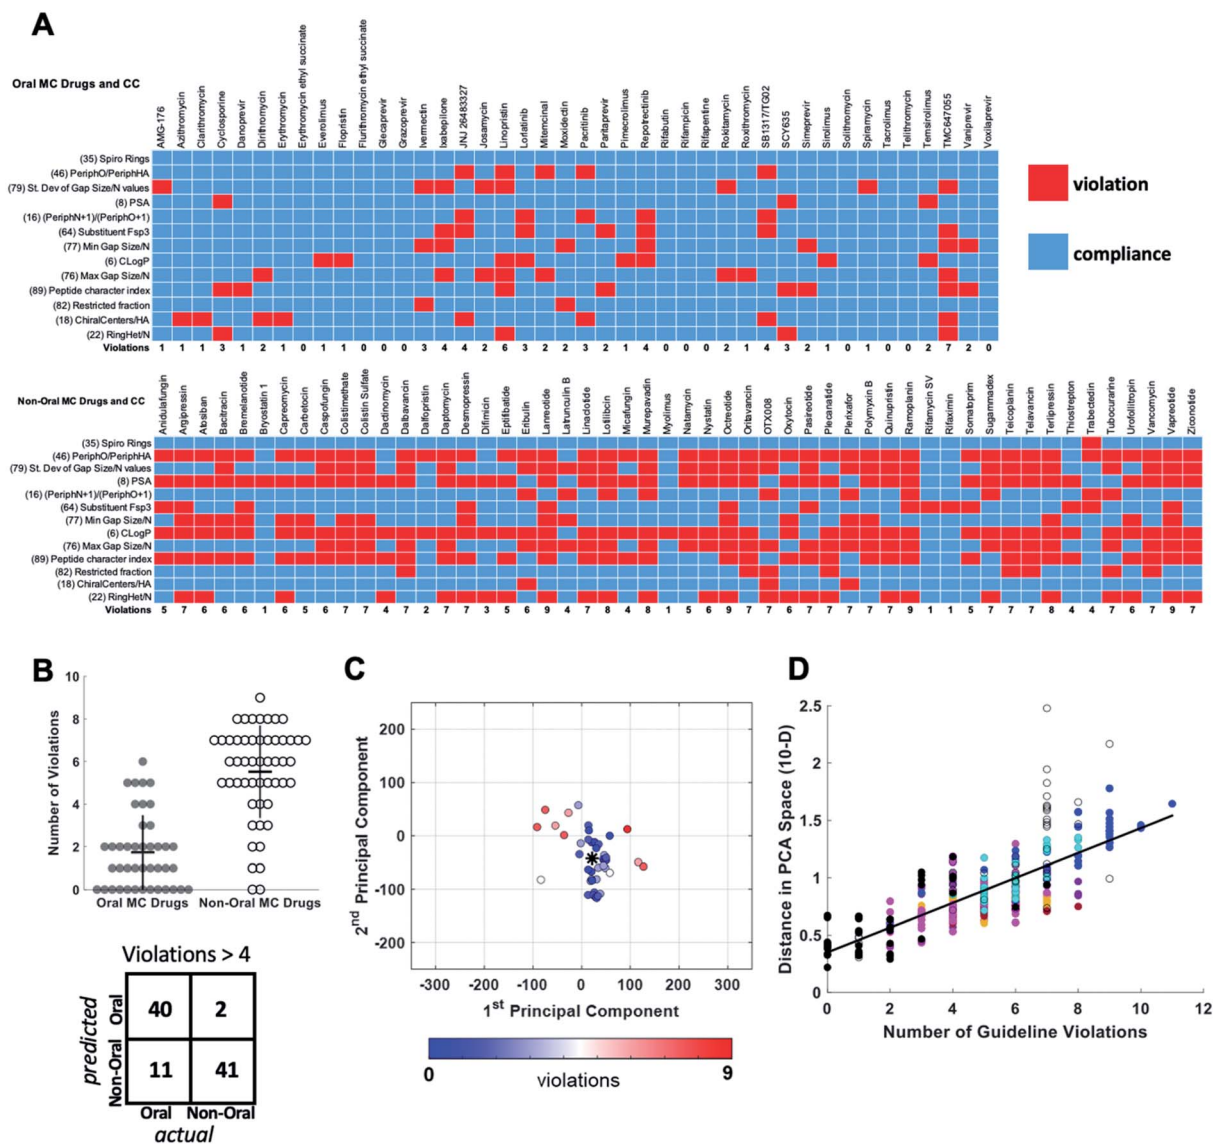 A
Oral MC Drugs and CC
AMG-176
Azithromycin
Clarithromycin
Cyclosporine
Danoprevir
Dirithromycin
Erythromycin
Erythromycin ethyl succinate
Everolimus
Flopristin
Flurithromycin ethyl succinate
Glecaprevir
Grazoprevir
Ivermectin
Ixabepilone
JNJ 26483327
Josamycin
Linopristin
Lorlatinib
Mitemcinal
Moxidectin
Pacritinib
Paritaprevir
Pimecrolimus
Repotrectinib
Rifabutin
Rifampicin
Rifapentine
Rokitamycin
Roxithromycin
SB1317/TG02
SCY635
Simeprevir
Sirolimus
Solithromycin
Spiramycin
Tacrolimus
Telithromycin
Temsirolimus
TMC647055
Vaniprevir
Voxilaprevir
(35) Spiro Rings
(46) PeriphO/PeriphHA
(79) St. Dev of Gap Size/N values
(8) PSA
(16) (PeriphN+1)/(PeriphO+1)
(64) Substituent Fsp3
(77) Min Gap Size/N
(6) CLogP
(76) Max Gap Size/N
(89) Peptide character index
(82) Restricted fraction
(18) ChiralCenters/HA
(22) RingHet/N
Violations 1 1 1 3 1 2 1 0 1 1 0 0 0 3 4 4 2 6 3 2 2 3 2 1 4 0 0 0 2 1 4 3 2 1 0 1 0 0 2 7 2 0
violation
compliance
Non-Oral MC Drugs and CC
Anidulafungin
Argipressin
Atosiban
Bacitracin
Bremelanotide
Bryostatin 1
Capreomycin
Carbetocin
Caspofungin
Colistimethate
Colistin Sulfate
Dactinomycin
Dalbavancin
Dalfopristin
Daptomycin
Desmopressin
Difimicin
Eptifibatide
Eribulin
Lanreotide
Latrunculin B
Linaclotide
Lotilibcin
Micafungin
Murepavadin
Myolimus
Natamycin
Nystatin
Octreotide
Oritavancin
OTX008
Oxytocin
Pasireotide
Plecanatide
Plerixafor
Polymyxin B
Quinupristin
Ramoplanin
Rifamycin SV
Rifaximin
Somatoprim
Sugammadex
Teicoplanin
Telavancin
Terlipressin
Thiostrepton
Trabectedin
Tubocurarine
Urofollitropin
Vancomycin
Vapreotide
Ziconotide
(35) Spiro Rings
(46) PeriphO/PeriphHA
(79) St. Dev of Gap Size/N values
(8) PSA
(16) (PeriphN+1)/(PeriphO+1)
(64) Substituent Fsp3
(77) Min Gap Size/N
(6) CLogP
(76) Max Gap Size/N
(89) Peptide character index
(82) Restricted fraction
(18) ChiralCenters/HA
(22) RingHet/N
Violations 5 7 6 6 6 1 6 5 6 7 7 4 7 2 7 7 3 5 6 9 4 7 8 4 8 1 5 6 9 7 7 6 7 7 7 7 7 9 1 1 5 7 7 7 8 4 4 7 6 7 9 7
B
Number of Violations
10
8
6
4
2
0
Oral MC Drugs Non-Oral MC Drugs
Violations > 4
predicted
Oral
Non-Oral
40 2
11 41
Oral Non-Oral
actual
C
2nd Principal Component
200
100
0
-100
-200
-300 -200 -100 0 100 200 300
1st Principal Component
0 9
violations
D
Distance in PCA Space (10-D)
2.5
2
1.5
1
0.5
0
0 2 4 6 8 10 12
Number of Guideline Violations